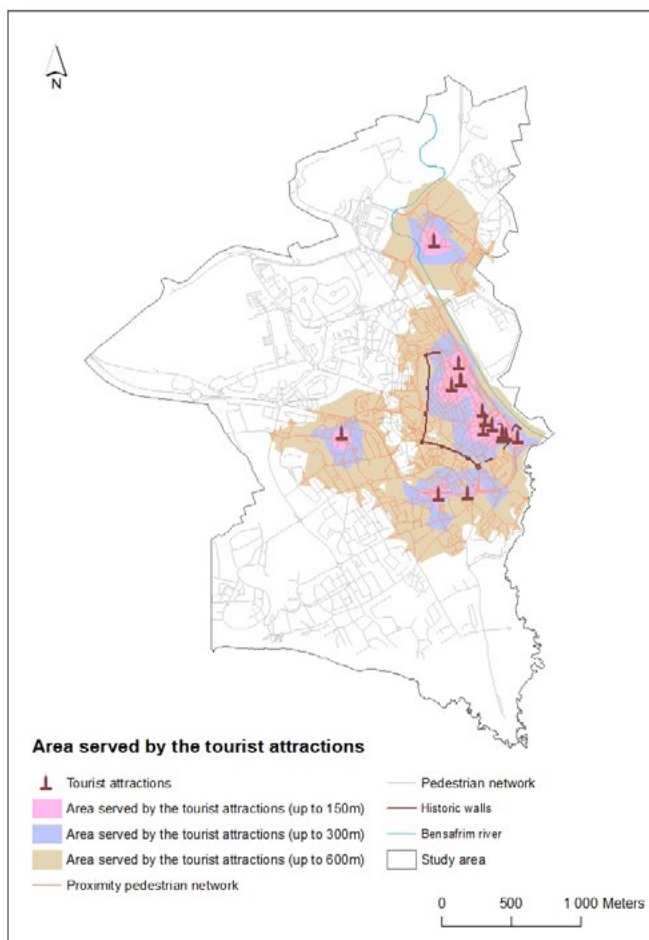 N
Area served by the tourist attractions
Tourist attractions
Area served by the tourist attractions (up to 150m)
Area served by the tourist attractions (up to 300m)
Area served by the tourist attractions (up to 600m)
Proximity pedestrian network
Pedestrian network
Historic walls
Bensafrim river
Study area
0 500 1 000 Meters